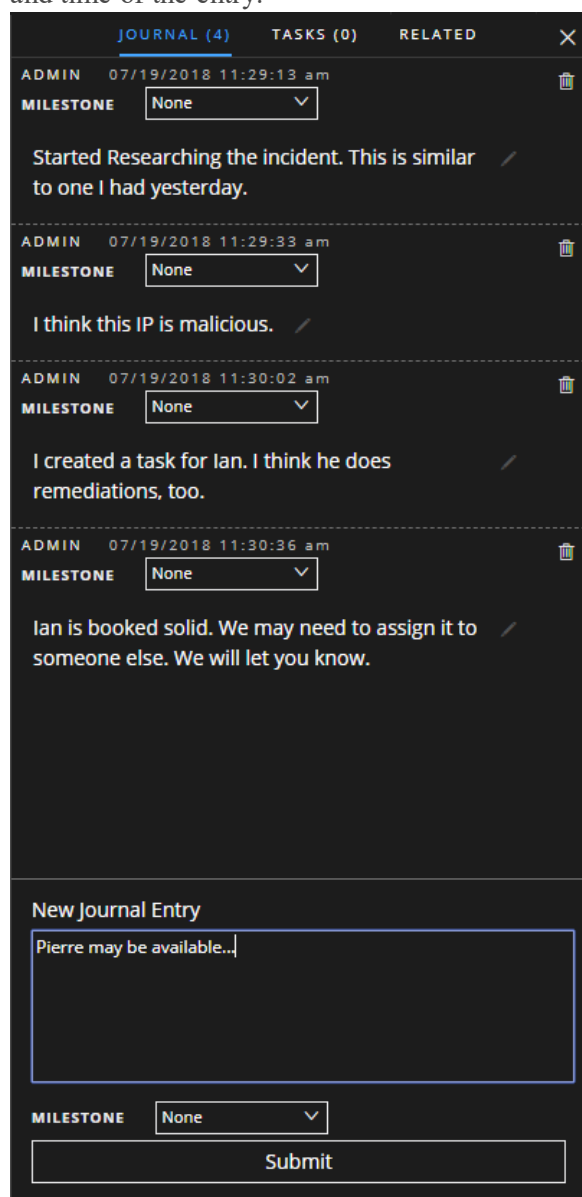 and time of the entry.
JOURNAL (4) TASKS (0) RELATED
ADMIN 07/19/2018 11:29:13 am
MILESTONE None
Started Researching the incident. This is similar
to one I had yesterday.
ADMIN 07/19/2018 11:29:33 am
MILESTONE None
I think this IP is malicious.
ADMIN 07/19/2018 11:30:02 am
MILESTONE None
I created a task for Ian. I think he does
remediations, too.
ADMIN 07/19/2018 11:30:36 am
MILESTONE None
Ian is booked solid. We may need to assign it to
someone else. We will let you know.
New Journal Entry
Pierre may be available...
MILESTONE None
Submit